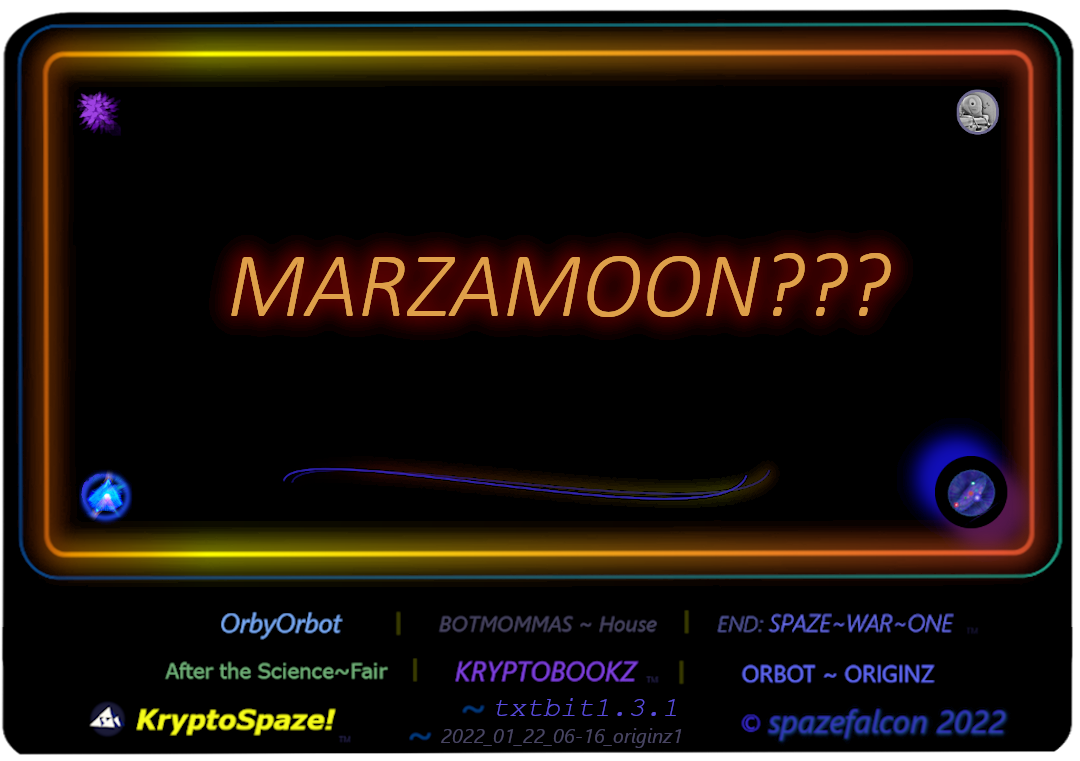 MARZAMOON???
OrbyOrbot | BOTMOMMAS ~ House | END: SPAZE~WAR~ONE ™
After the Science~Fair | KRYPTOBOOKZ ™ | ORBOT ~ ORIGINZ
KryptoSpaze! ™ ~ txtbit1.3.1 © spazefalcon 2022
~ 2022_01_22_06-16_originz1